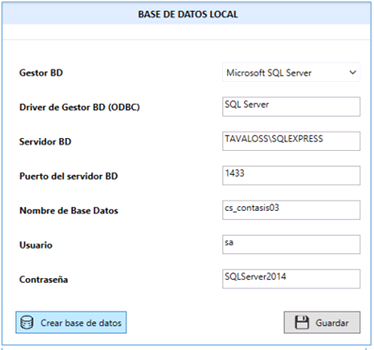 BASE DE DATOS LOCAL
Gestor BD Microsoft SQL Server
Driver de Gestor BD (ODBC) SQL Server
Servidor BD TAVALOSS\SQLEXPRESS
Puerto del servidor BD 1433
Nombre de Base Datos cs_contasis03
Usuario sa
Contraseña SQLServer2014
Crear base de datos Guardar